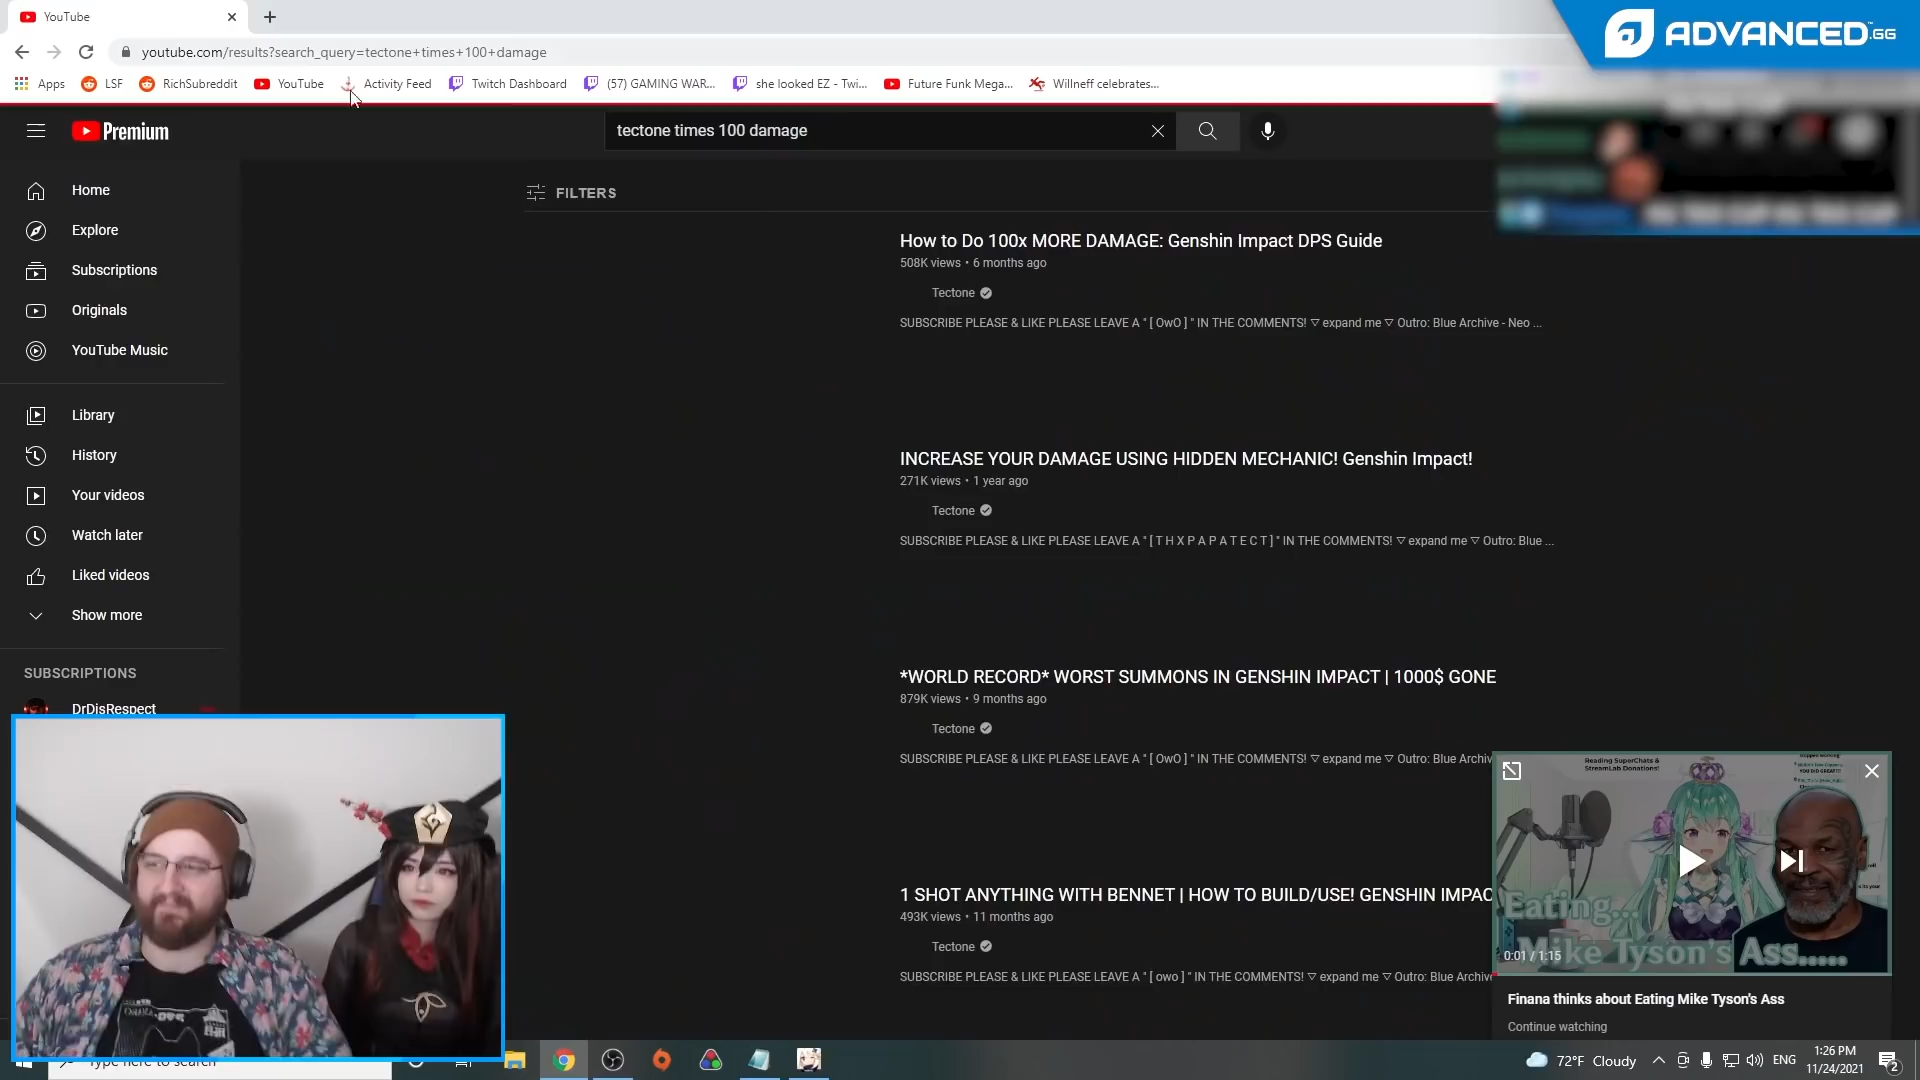 YouTube
ADVANCED.GG
youtube.com/results?search_query=tectone+times+100+damage
Apps
LSF
RichSubreddit
YouTube
Activity Feed
Twitch Dashboard
(57) GAMING WAR...
she looked EZ - Twi...
Future Funk Mega...
Willneff celebrates...
Premium
tectone times 100 damage
Home
Explore
Subscriptions
Originals
YouTube Music
Library
History
Your videos
Watch later
Liked videos
Show more
SUBSCRIPTIONS
DrDisRespect
FILTERS
How to Do 100x MORE DAMAGE: Genshin Impact DPS Guide
508K views • 6 months ago
Tectone
SUBSCRIBE PLEASE & LIKE PLEASE LEAVE A " [ OwO ] " IN THE COMMENTS! ▽ expand me ▽ Outro: Blue Archive - Neo ...
INCREASE YOUR DAMAGE USING HIDDEN MECHANIC! Genshin Impact!
271K views • 1 year ago
Tectone
SUBSCRIBE PLEASE & LIKE PLEASE LEAVE A " [ T H X P A P A T E C T ] " IN THE COMMENTS! ▽ expand me ▽ Outro: Blue ...
*WORLD RECORD* WORST SUMMONS IN GENSHIN IMPACT | 1000$ GONE
879K views • 9 months ago
Tectone
SUBSCRIBE PLEASE & LIKE PLEASE LEAVE A " [ OwO ] " IN THE COMMENTS! ▽ expand me ▽ Outro: Blue Archiv
1 SHOT ANYTHING WITH BENNET | HOW TO BUILD/USE! GENSHIN IMPAC
493K views • 11 months ago
Tectone
SUBSCRIBE PLEASE & LIKE PLEASE LEAVE A " [ owo ] " IN THE COMMENTS! ▽ expand me ▽ Outro: Blue Archiv
Reading SuperChats &
StreamLab Donations!
Eating...
Mike Tyson's Ass.....
0:01 / 1:15
Finana thinks about Eating Mike Tyson's Ass
Continue watching
Type here to search
72°F Cloudy
ENG
1:26 PM
11/24/2021
2